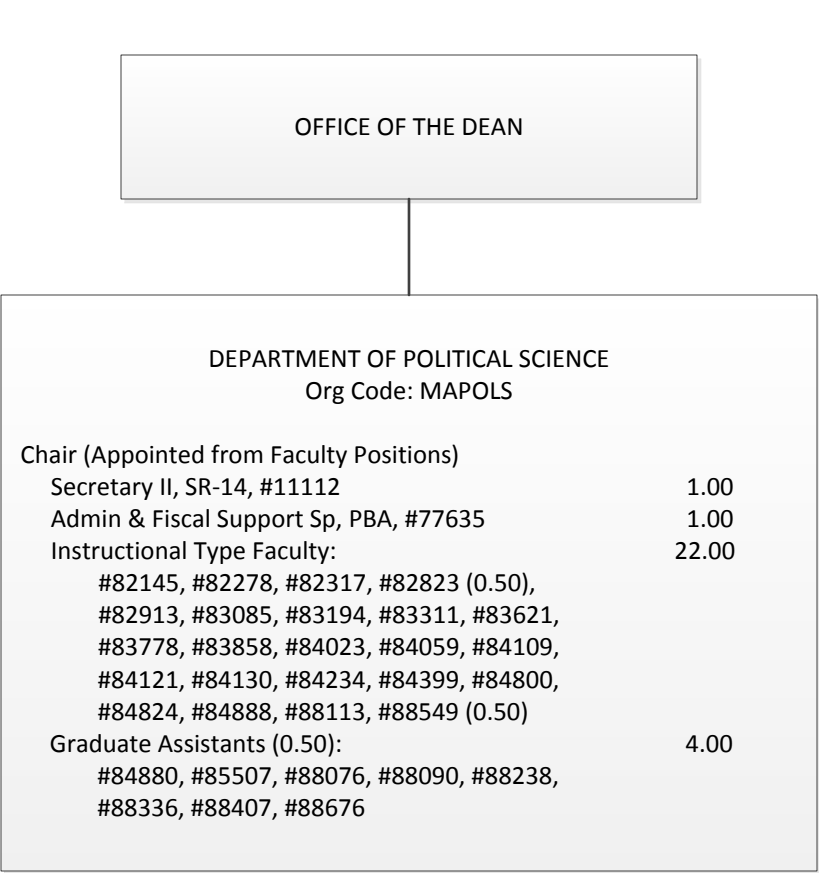 OFFICE OF THE DEAN
DEPARTMENT OF POLITICAL SCIENCE
Org Code: MAPOLS
Chair (Appointed from Faculty Positions)
Secretary II, SR-14, #11112 1.00
Admin & Fiscal Support Sp, PBA, #77635 1.00
Instructional Type Faculty: 22.00
#82145, #82278, #82317, #82823 (0.50),
#82913, #83085, #83194, #83311, #83621,
#83778, #83858, #84023, #84059, #84109,
#84121, #84130, #84234, #84399, #84800,
#84824, #84888, #88113, #88549 (0.50)
Graduate Assistants (0.50): 4.00
#84880, #85507, #88076, #88090, #88238,
#88336, #88407, #88676